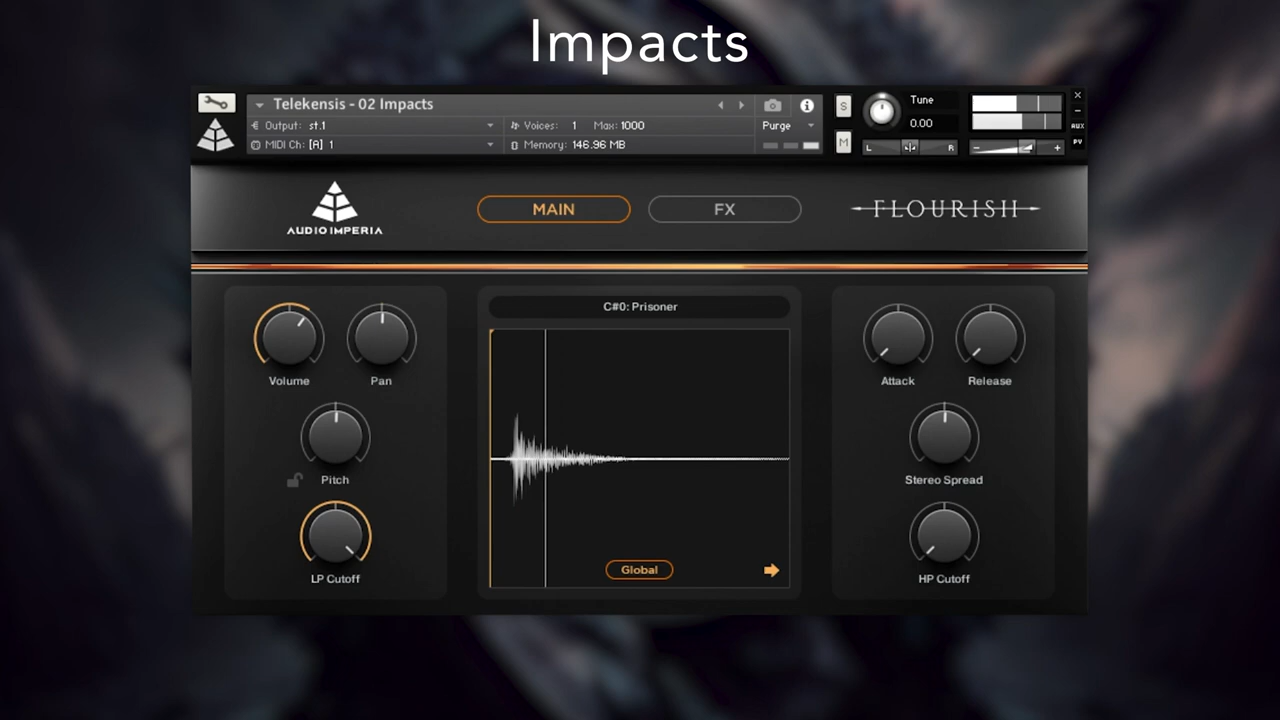 Impacts
Telekensis - 02 Impacts
Output: st.1
Voices: 1 Max: 1000
Purge
MIDI Ch: [A] 1
Memory: 146.96 MB
S
M
Tune
0.00
L R
- +
AUX
PV
AUDIO IMPERIA
MAIN
FX
FLOURISH
C#0: Prisoner
Volume
Pan
Pitch
LP Cutoff
Global
Attack
Release
Stereo Spread
HP Cutoff